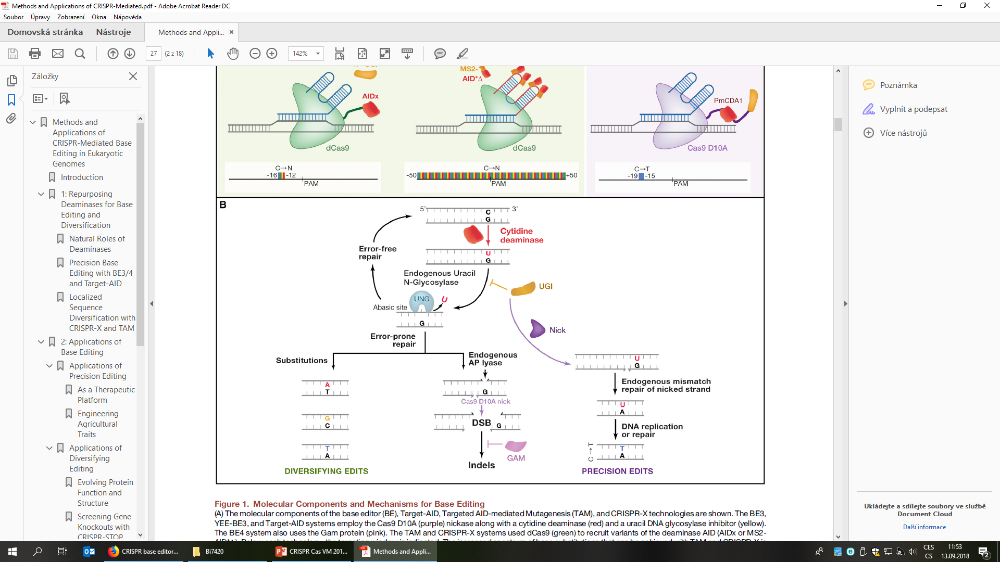 Methods and Applications of CRISPR-Mediated.pdf - Adobe Acrobat Reader DC
Soubor Úpravy Zobrazení Okna Nápověda
Domovská stránka Nástroje Methods and Appli... ×
27 (2 z 18) 142%
Záložky
Methods and
Applications of
CRISPR-Mediated Base
Editing in Eukaryotic
Genomes
Introduction
1: Repurposing
Deaminases for Base
Editing and
Diversification
Natural Roles of
Deaminases
Precision Base
Editing with BE3/4
and Target-AID
Localized
Sequence
Diversification with
CRISPR-X and TAM
2: Applications of
Base Editing
Applications of
Precision Editing
As a Therapeutic
Platform
Engineering
Agricultural
Traits
Applications of
Diversifying
Editing
Evolving Protein
Function and
Structure
Screening Gene
Knockouts with
CRISPR-STOP
AIDx
dCas9
C→N
-16 -12
PAM
MS2-
AID*Δ
dCas9
C→N
-50 +50
PAM
PmCDA1
Cas9 D10A
C→T
-19 -15
PAM
B
5' C 3'
G
Cytidine
deaminase
U
G
Error-free
repair
Endogenous Uracil
N-Glycosylase
UGI
UNG U
Abasic site
G
Nick
Error-prone
repair
Substitutions
Endogenous
AP lyase
A
T
G
C
T
A
DIVERSIFYING EDITS
G
Cas9 D10A nick
DSB G
GAM
Indels
U
G
Endogenous mismatch
repair of nicked strand
U
A
DNA replication
or repair
C→T
T
A
PRECISION EDITS
Figure 1. Molecular Components and Mechanisms for Base Editing
(A) The molecular components of the base editor (BE), Target-AID, Targeted AID-mediated Mutagenesis (TAM), and CRISPR-X technologies are shown. The BE3,
YEE-BE3, and Target-AID systems employ the Cas9 D10A (purple) nickase along with a cytidine deaminase (red) and a uracil DNA glycosylase inhibitor (yellow).
The BE4 system also uses the Gam protein (pink). The TAM and CRISPR-X systems used dCas9 (green) to recruit variants of the deaminase AID (AIDx or MS2-
Poznámka
Vyplnit a podepsat
Více nástrojů
Ukládejte a sdílejte soubory ve službě
Document Cloud
Další informace
CRISPR base editor... Bi7420 CRISPR Cas VM 201... Methods and Appli...
CES
CS
11:53
13.09.2018
2